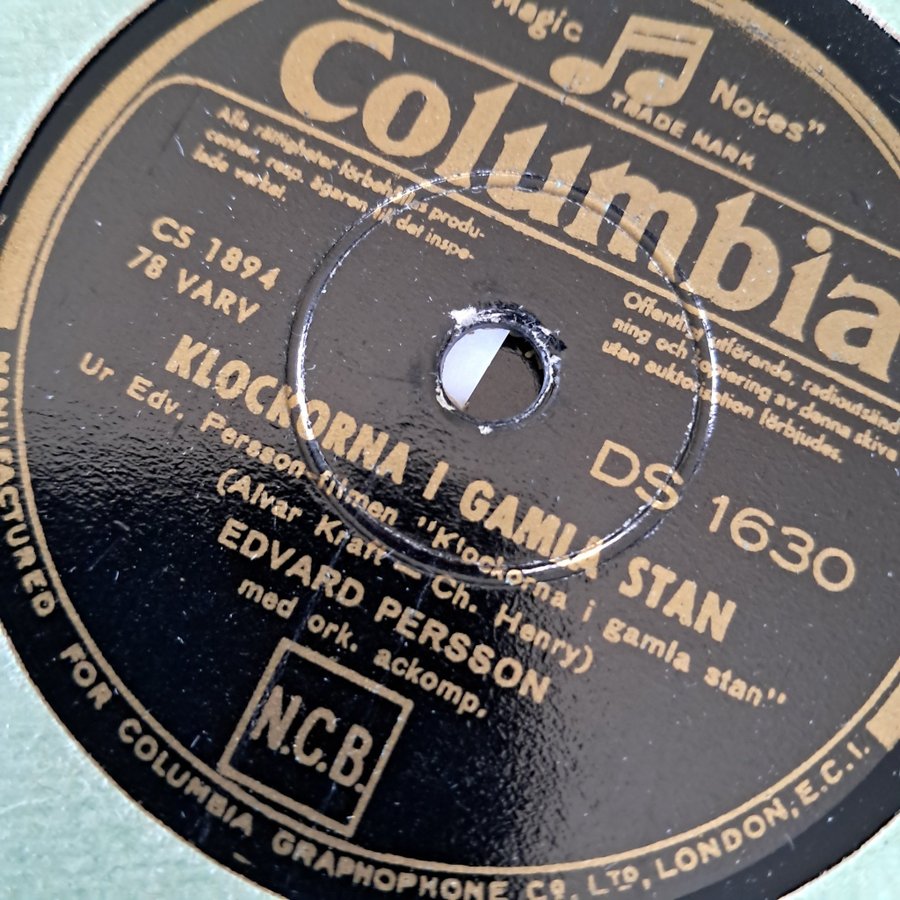 Magic
Notes"
TRADE MARK
Columbia
Alla rättigheter förbehållas produ-
center, resp. ägaren till det inspe-
lade verket.
Offentligt utförande, radioutsänd
ning och kopiering av denna skiva
utan auktorisation förbjudes.
CS 1894
78 VARV
DS 1630
KLOCKORNA I GAMLA STAN
Ur Edv. Persson-filmen "Klockorna i gamla stan"
(Alvar Kraft – Ch. Henry)
EDVARD PERSSON
med ork. ackomp.
N.C.B.
MANUFACTURED FOR COLUMBIA GRAPHOPHONE CO. LTD, LONDON, E.C.1.